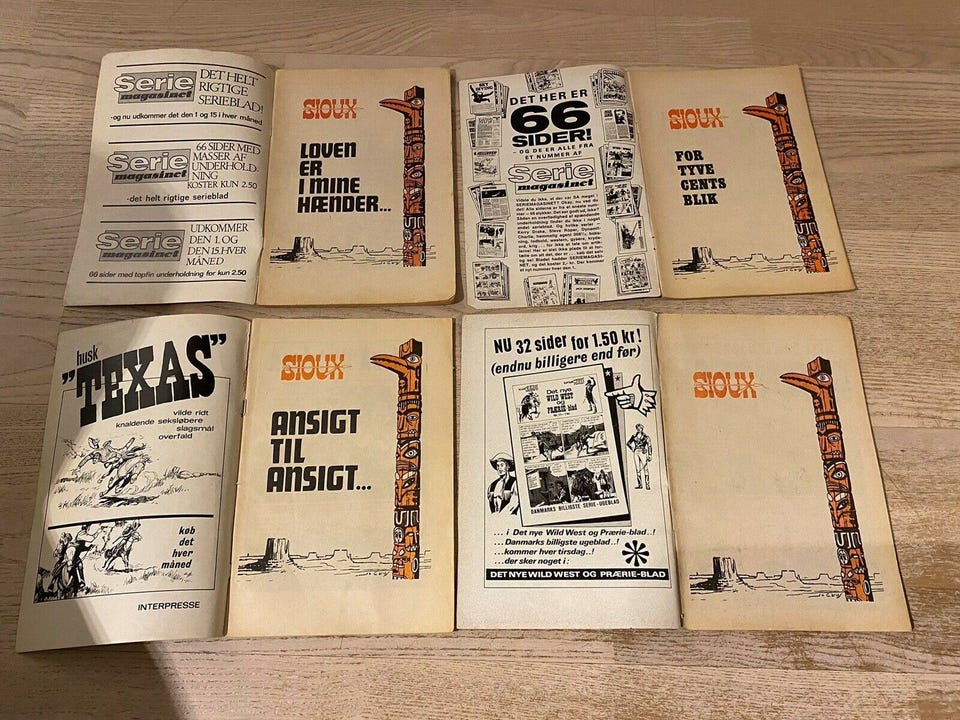 Serie
magasinet
DET HELT
RIGTIGE
SERIEBLAD!
-og nu udkommer det den 1 og 15 i hver måned
Serie
magasinet
66 SIDER MED
MASSER AF
UNDERHOLD-
NING
KOSTER KUN 2.50
-det helt rigtige serieblad
Serie
magasinet
UDKOMMER
DEN 1. OG
DEN 15. HVER
MÅNED
66 sider med topfin underholdning for kun 2.50
SIOUX
LOVEN
ER
I MINE
HÆNDER...
DET HER ER
66
SIDER!
- OG DE ER ALLE FRA
ET NUMMER AF
Serie
magasinet
SIOUX
FOR
TYVE
CENTS
BLIK
husk
"TEXAS"
vilde ridt
knaldende seksløbere
slagsmål
overfald
køb
det
hver
måned
INTERPRESSE
SIOUX
ANSIGT
TIL
ANSIGT...
NU 32 sider for 1.50 kr!
(endnu billigere end før)
Det nye
WILD WEST
og
PRÆRIE-blad
DANMARKS BILLIGSTE SERIE-UGEBLAD
...i Det nye Wild West og Prærie-blad..!
...Danmarks billigste ugeblad..!
...kommer hver tirsdag..!
...der sker noget i:
DET NYE WILD WEST OG PRÆRIE-BLAD
SIOUX